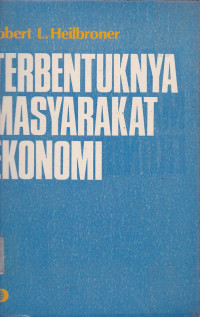 obert L. Heilbroner
TERBENTUKNYA
MASYARAKAT
EKONOMI